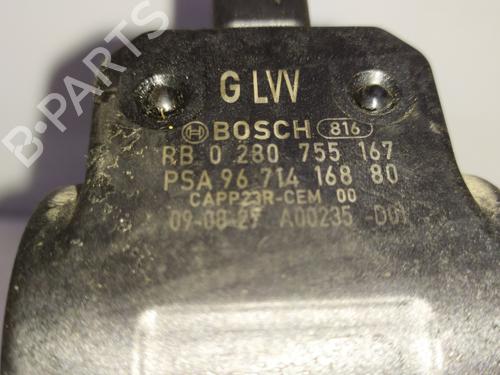 G LVV
BOSCH 816
RB 0 280 755 167
PSA 96 714 168 80
CAPP23R-CEM 00
09-08-27 A00235 -D01
B-PARTS